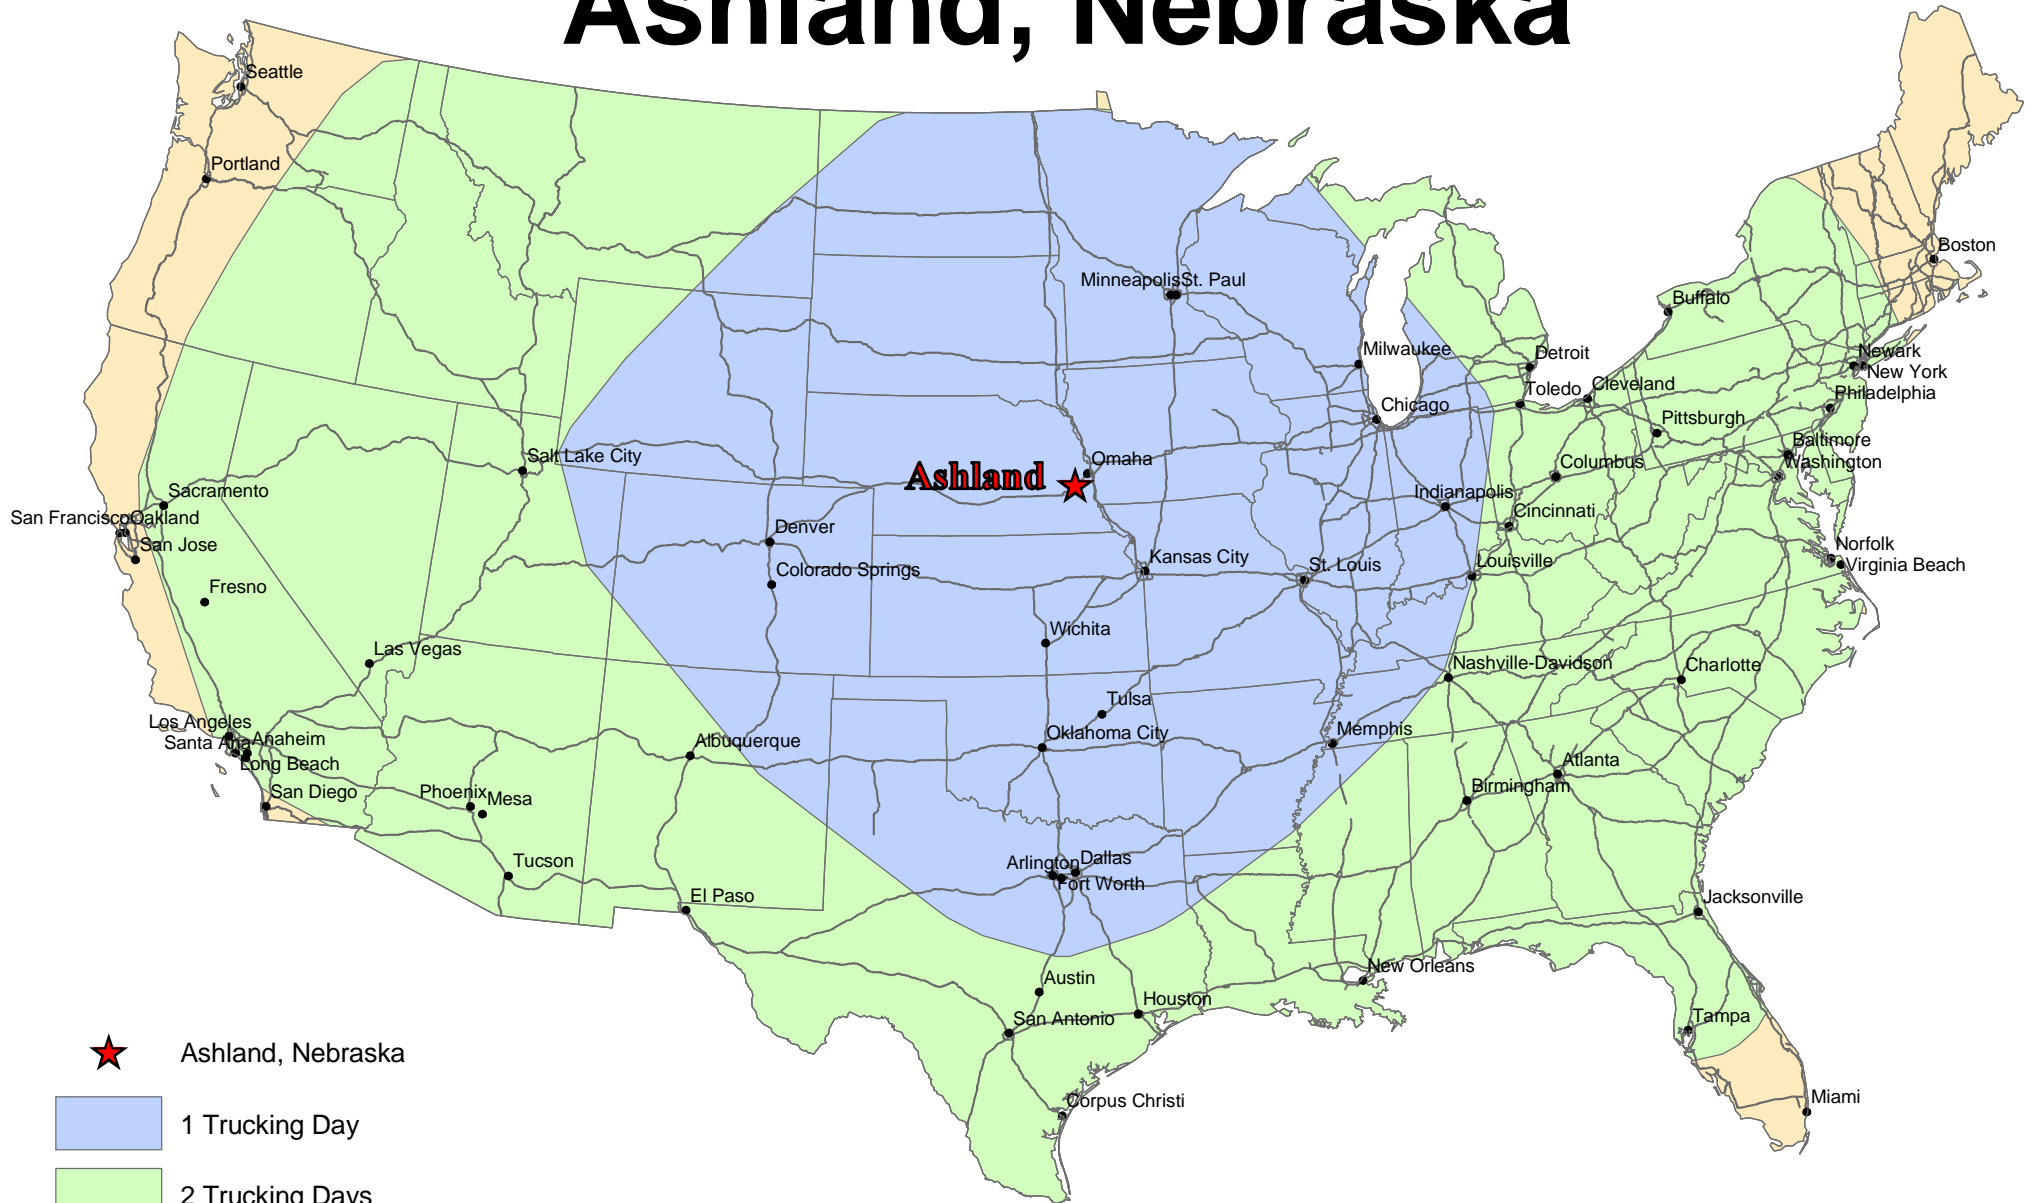 Ashland, Nebraska
Seattle
Portland
Boston
Buffalo
MinneapolisSt. Paul
Milwaukee
Detroit
Newark
New York
Toledo
Cleveland
Philadelphia
Chicago
Pittsburgh
Baltimore
Washington
Omaha
Salt Lake City
Ashland
Columbus
Sacramento
Indianapolis
Cincinnati
San FranciscoOakland
San Jose
Denver
Norfolk
Virginia Beach
Kansas City
St. Louis
Louisville
Colorado Springs
Fresno
Wichita
Las Vegas
Nashville-Davidson
Charlotte
Tulsa
Los Angeles
Santa Ana
Anaheim
Long Beach
Albuquerque
Oklahoma City
Memphis
Atlanta
San Diego
Phoenix
Mesa
Birmingham
Tucson
Arlington
Dallas
Fort Worth
El Paso
Jacksonville
New Orleans
Austin
Houston
San Antonio
Tampa
Corpus Christi
Miami
Ashland, Nebraska
1 Trucking Day
2 Trucking Days